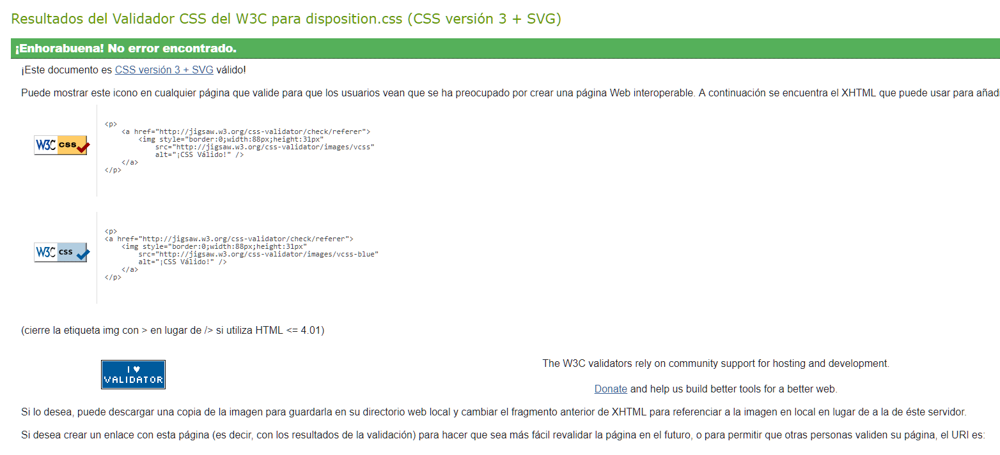 Resultados del Validador CSS del W3C para disposition.css (CSS versión 3 + SVG)
¡Enhorabuena! No error encontrado.
¡Este documento es CSS versión 3 + SVG válido!
Puede mostrar este icono en cualquier página que valide para que los usuarios vean que se ha preocupado por crear una página Web interoperable. A continuación se encuentra el XHTML que puede usar para añadi
<p>
<a href="http://jigsaw.w3.org/css-validator/check/referer">
<img style="border:0;width:88px;height:31px"
W3C css
src="http://jigsaw.w3.org/css-validator/images/vcss"
alt="¡CSS Válido!" />
</a>
</p>
<p>
<a href="http://jigsaw.w3.org/css-validator/check/referer">
<img style="border:0;width:88px;height:31px"
W3C css
src="http://jigsaw.w3.org/css-validator/images/vcss-blue"
alt="¡CSS Válido!" />
</a>
</p>
(cierre la etiqueta img con > en lugar de /> si utiliza HTML <= 4.01)
I ♥
VALIDATOR
The W3C validators rely on community support for hosting and development.
Donate and help us build better tools for a better web.
Si lo desea, puede descargar una copia de la imagen para guardarla en su directorio web local y cambiar el fragmento anterior de XHTML para referenciar a la imagen en local en lugar de a la de éste servidor.
Si desea crear un enlace con esta página (es decir, con los resultados de la validación) para hacer que sea más fácil revalidar la página en el futuro, o para permitir que otras personas validen su página, el URI es: